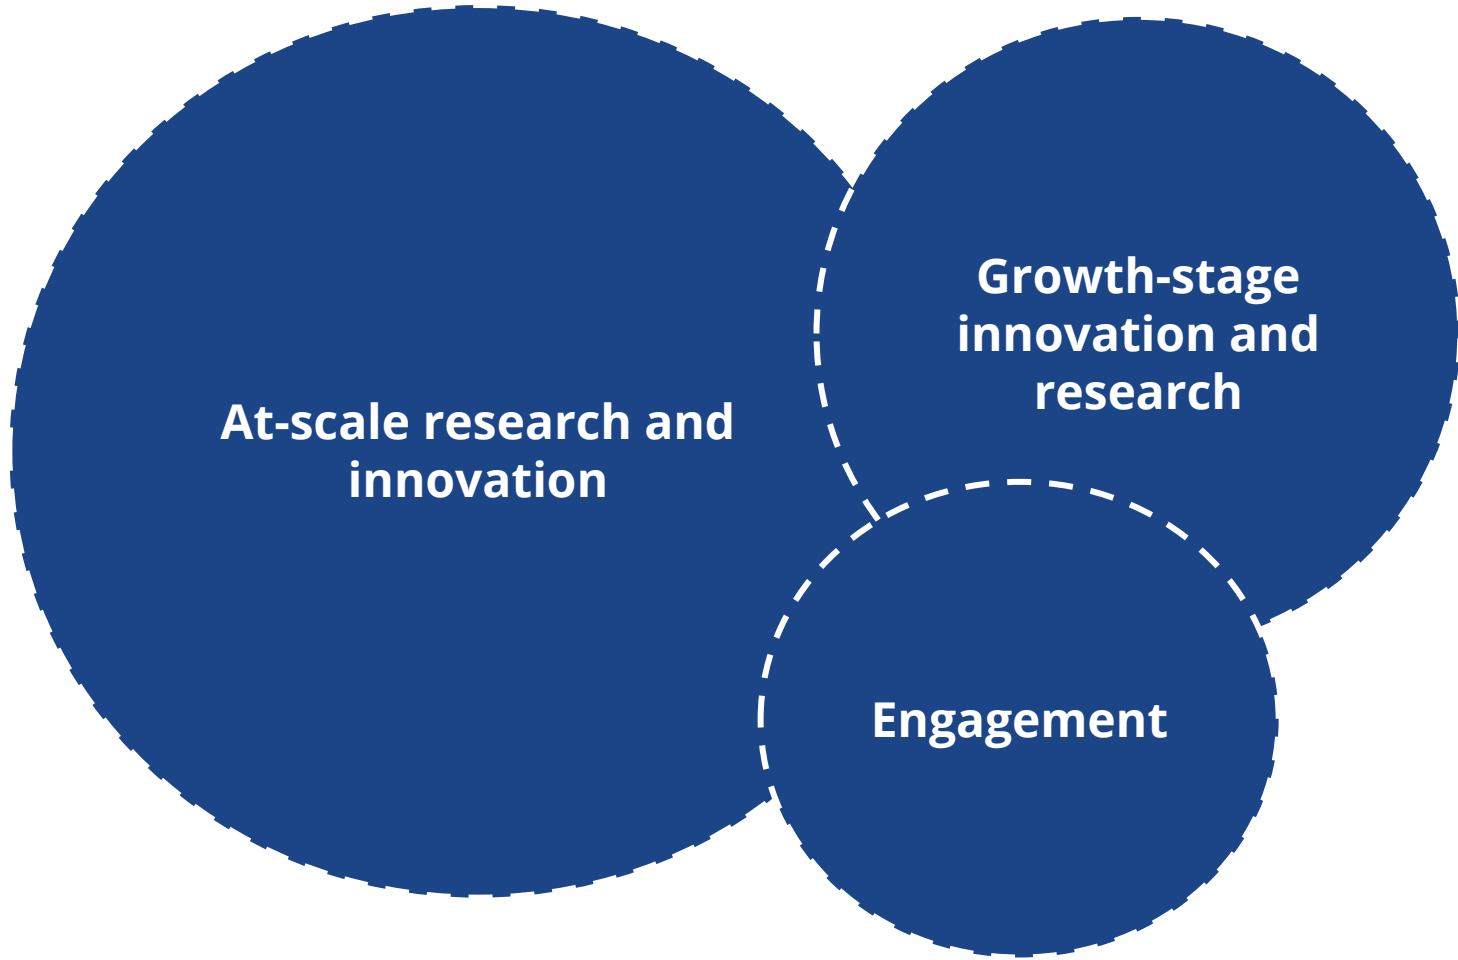 At-scale research and
innovation
Growth-stage
innovation and
research
Engagement